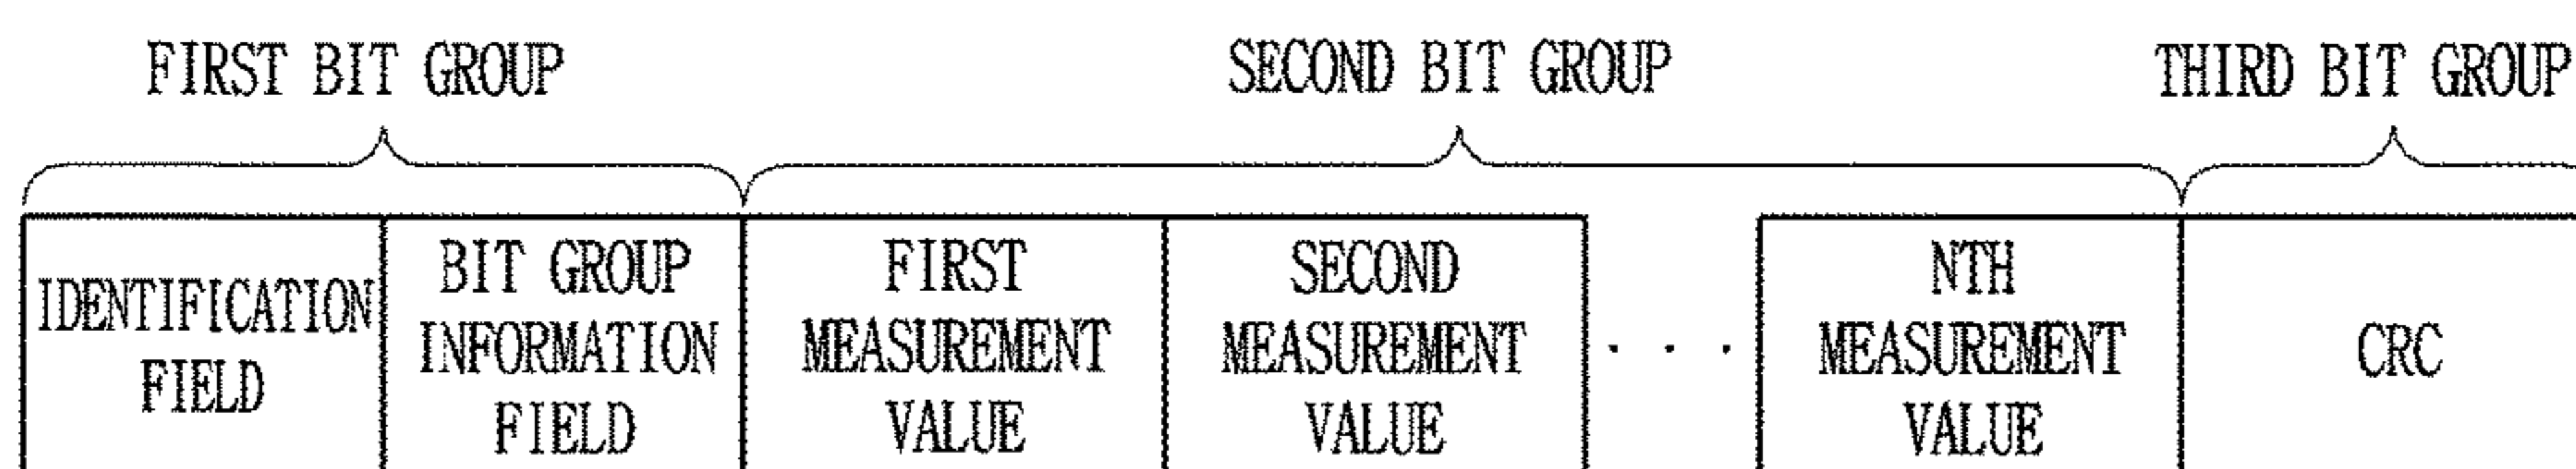 FIRST BIT GROUP
SECOND BIT GROUP
THIRD BIT GROUP
IDENTIFICATION
FIELD
BIT GROUP
INFORMATION
FIELD
FIRST
MEASUREMENT
VALUE
SECOND
MEASUREMENT
VALUE
· · ·
NTH
MEASUREMENT
VALUE
CRC